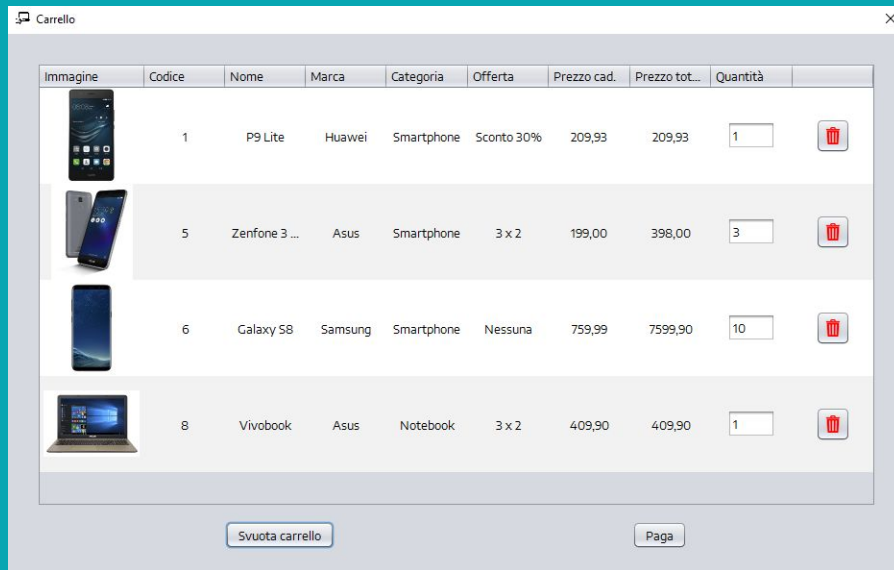 Carrello
Immagine Codice Nome Marca Categoria Offerta Prezzo cad. Prezzo tot... Quantità
1 P9 Lite Huawei Smartphone Sconto 30% 209,93 209,93 1
5 Zenfone 3 ... Asus Smartphone 3 x 2 199,00 398,00 3
6 Galaxy S8 Samsung Smartphone Nessuna 759,99 7599,90 10
8 Vivobook Asus Notebook 3 x 2 409,90 409,90 1
Svuota carrello Paga